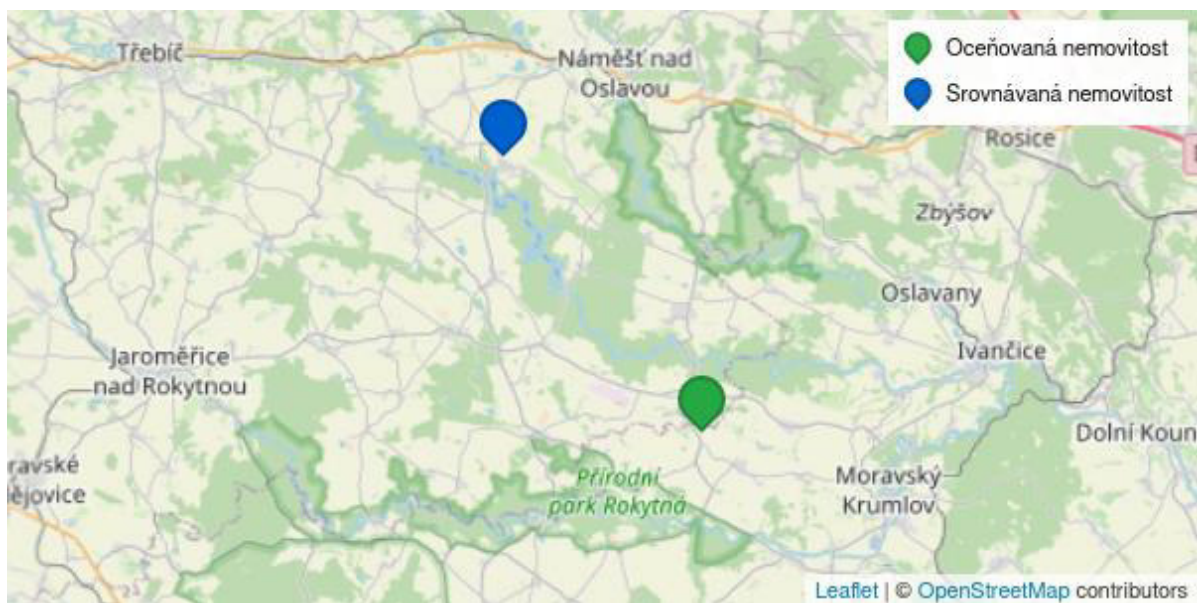 Třebíč
Náměšť nad
Oslavou
Oceňovaná nemovitost
Srovnávaná nemovitost
Rosice
Zbýšov
Oslavany
Ivančice
Jaroměřice
nad Rokytnou
Dolní Koun
ravské
ějovice
Přírodní
park Rokytná
Moravský
Krumlov
Leaflet | © OpenStreetMap contributors